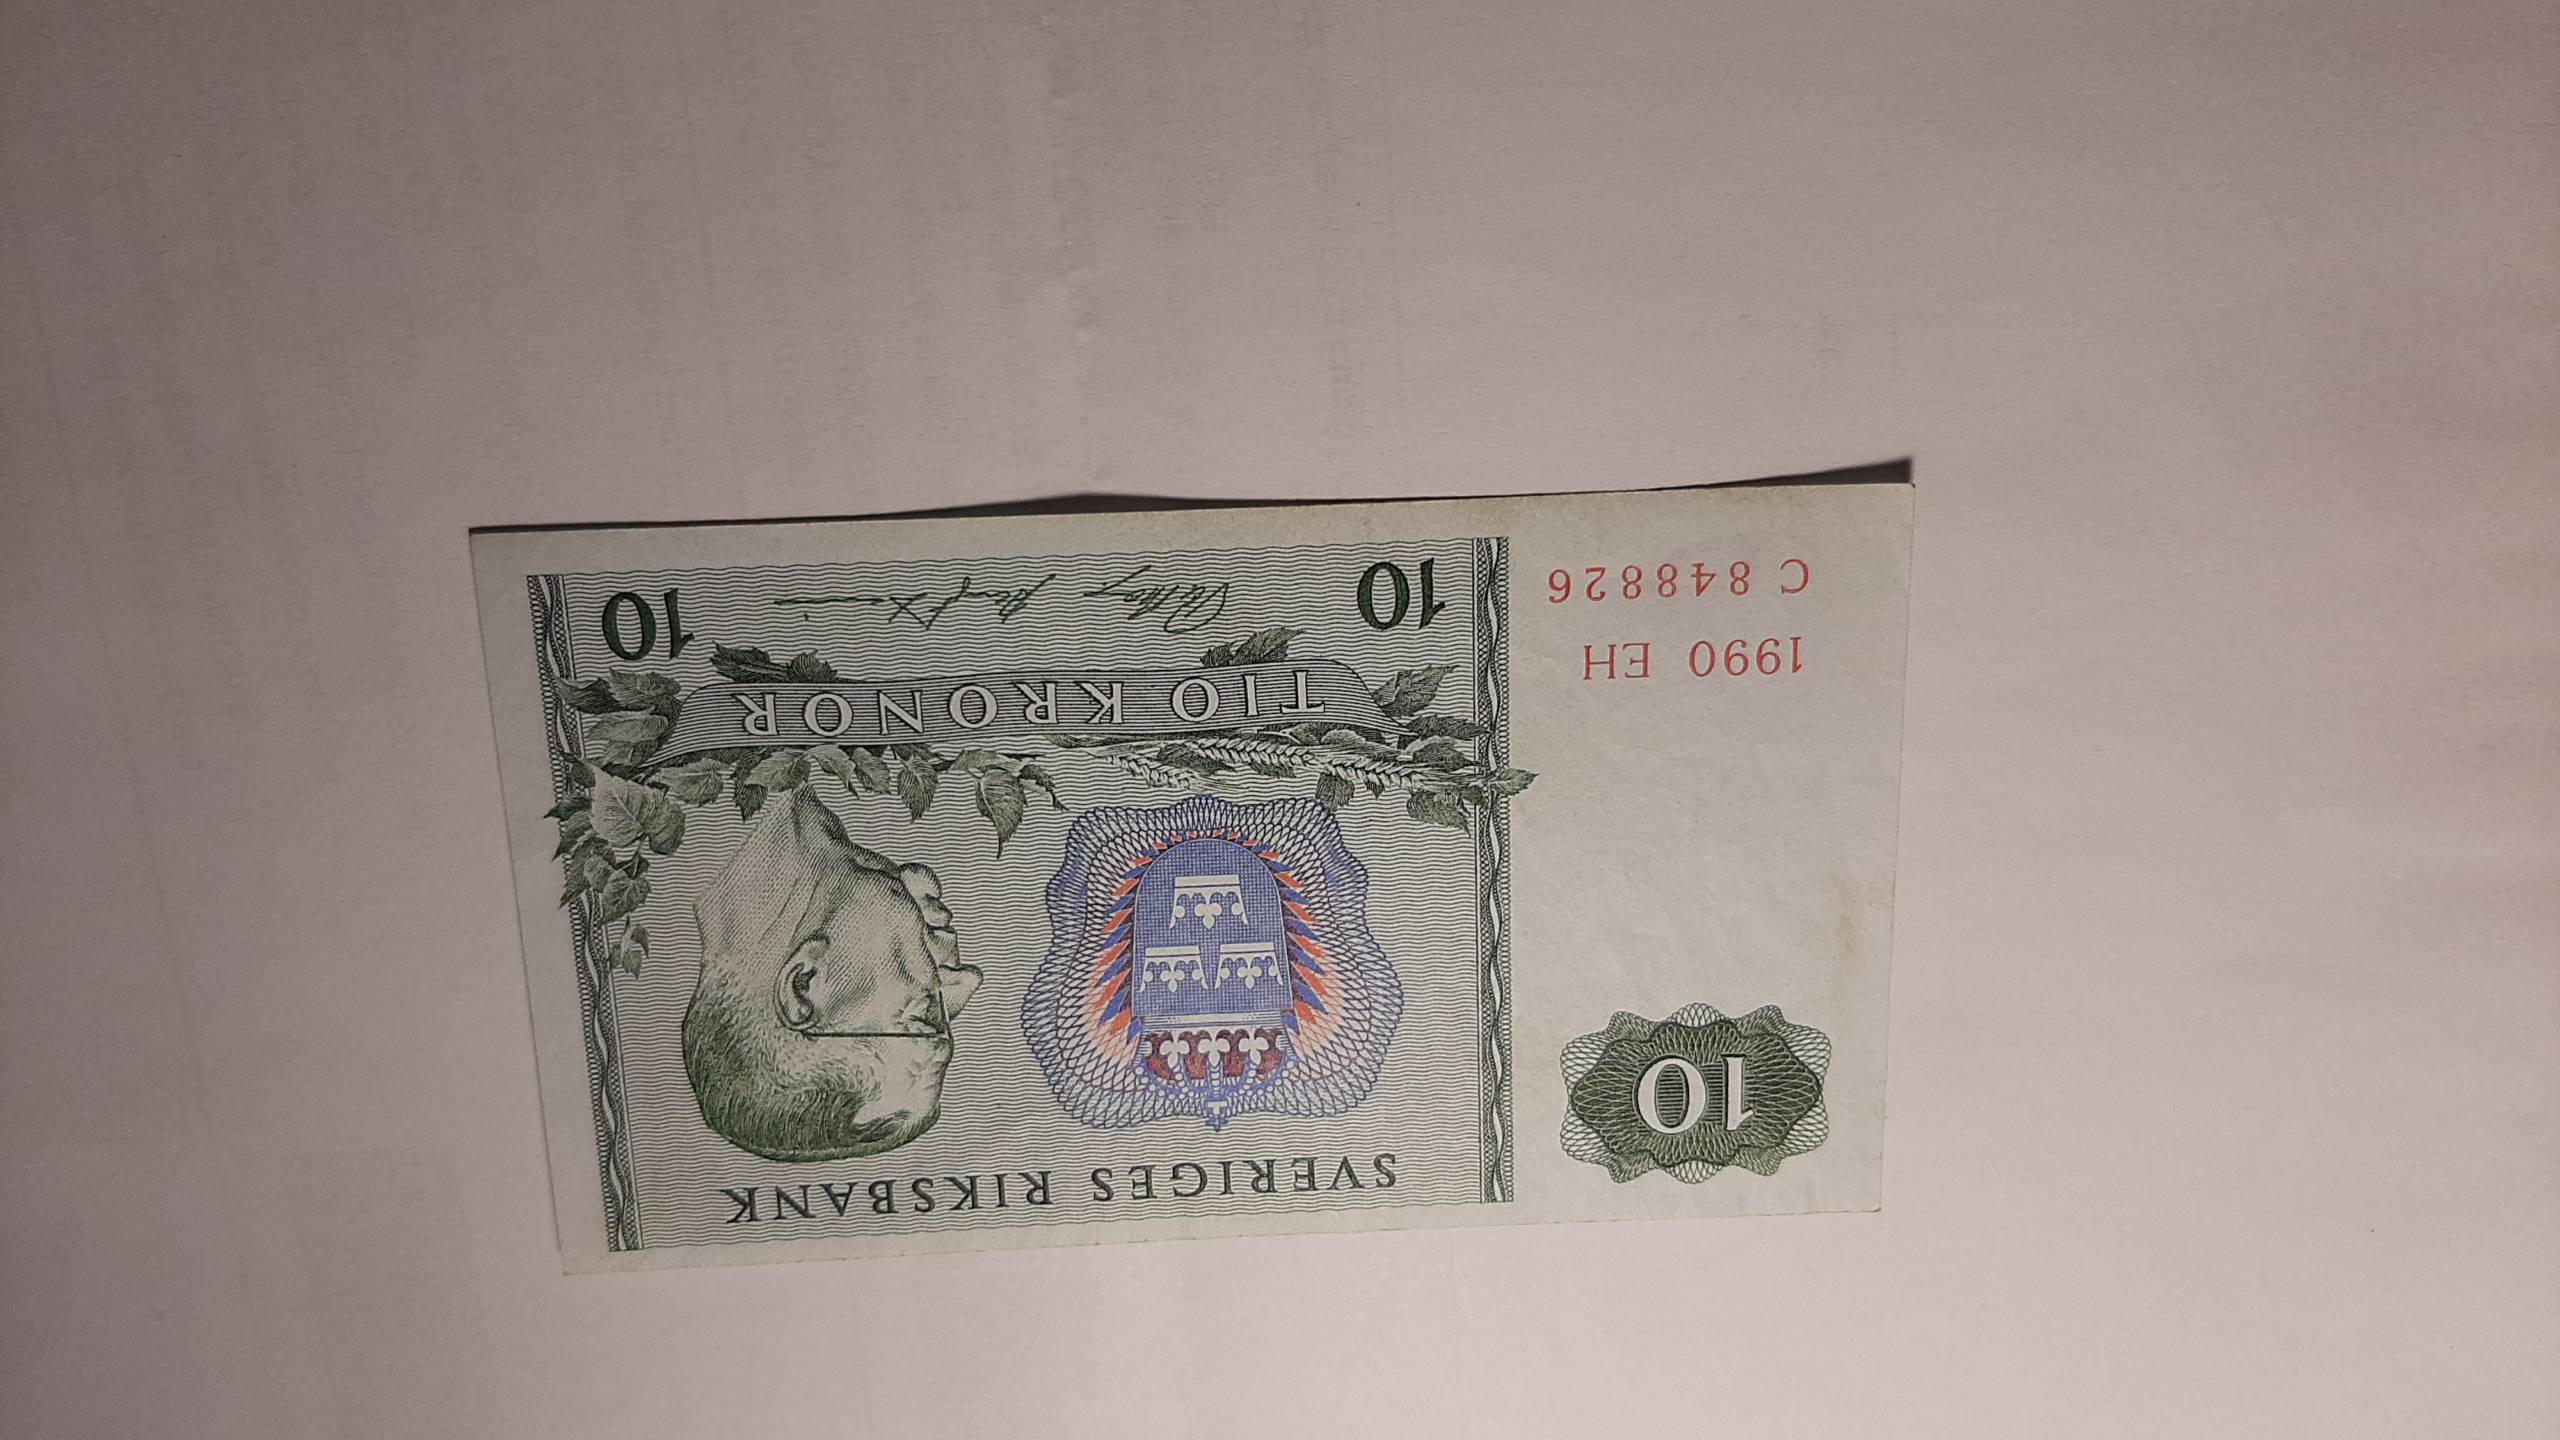 SVERIGES RIKSBANK
10
TIO KRONOR
1990 EH
C 848826
10
10